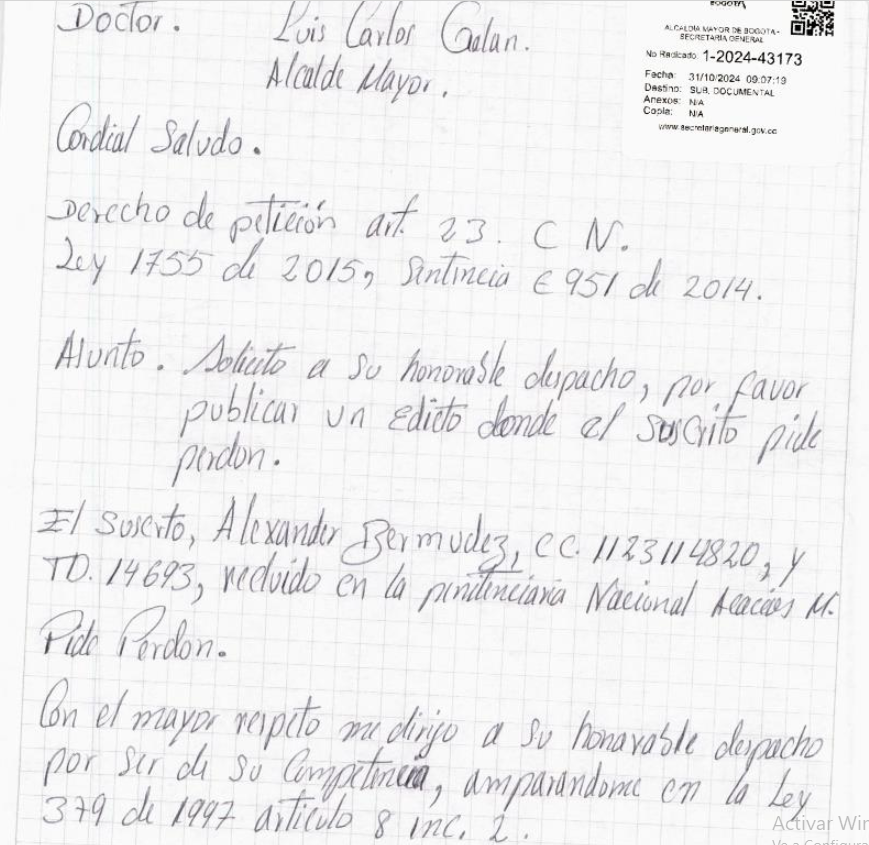 BOGOTÁ
ALCALDIA MAYOR DE BOGOTA -
SECRETARIA GENERAL
No Radicado: 1-2024-43173
Fecha: 31/10/2024 09:07:19
Destino: SUB. DOCUMENTAL
Anexos: N/A
Copia: N/A
www.secretariageneral.gov.co
Doctor. Luis Carlos Galan.
Alcalde Mayor.
Cordial Saludo.
Derecho de petición art. 23. C N.
Ley 1755 de 2015, Sentencia C 951 de 2014.
Asunto. Solicito a su honorable despacho, por favor
publicar un Edicto donde el suscrito pide
perdon.
El suscrito, Alexander Bermudez, CC. 1123114820, y
TD. 14693, recluido en la penitenciaria Nacional Acacias M.
Pide Perdon.
Con el mayor respeto me dirijo a su honarable despacho
por ser de su Competencia, amparandome en la Ley
379 de 1997 articulo 8 inc. 2.
Activar Win